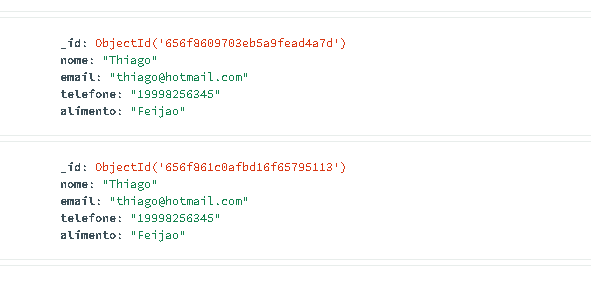 _id: ObjectId('656f8609703eb5a9fead4a7d')
nome: "Thiago"
email: "thiago@hotmail.com"
telefone: "19998256345"
alimento: "Feijao"
_id: ObjectId('656f861c0afbd16f65795113')
nome: "Thiago"
email: "thiago@hotmail.com"
telefone: "19998256345"
alimento: "Feijao"